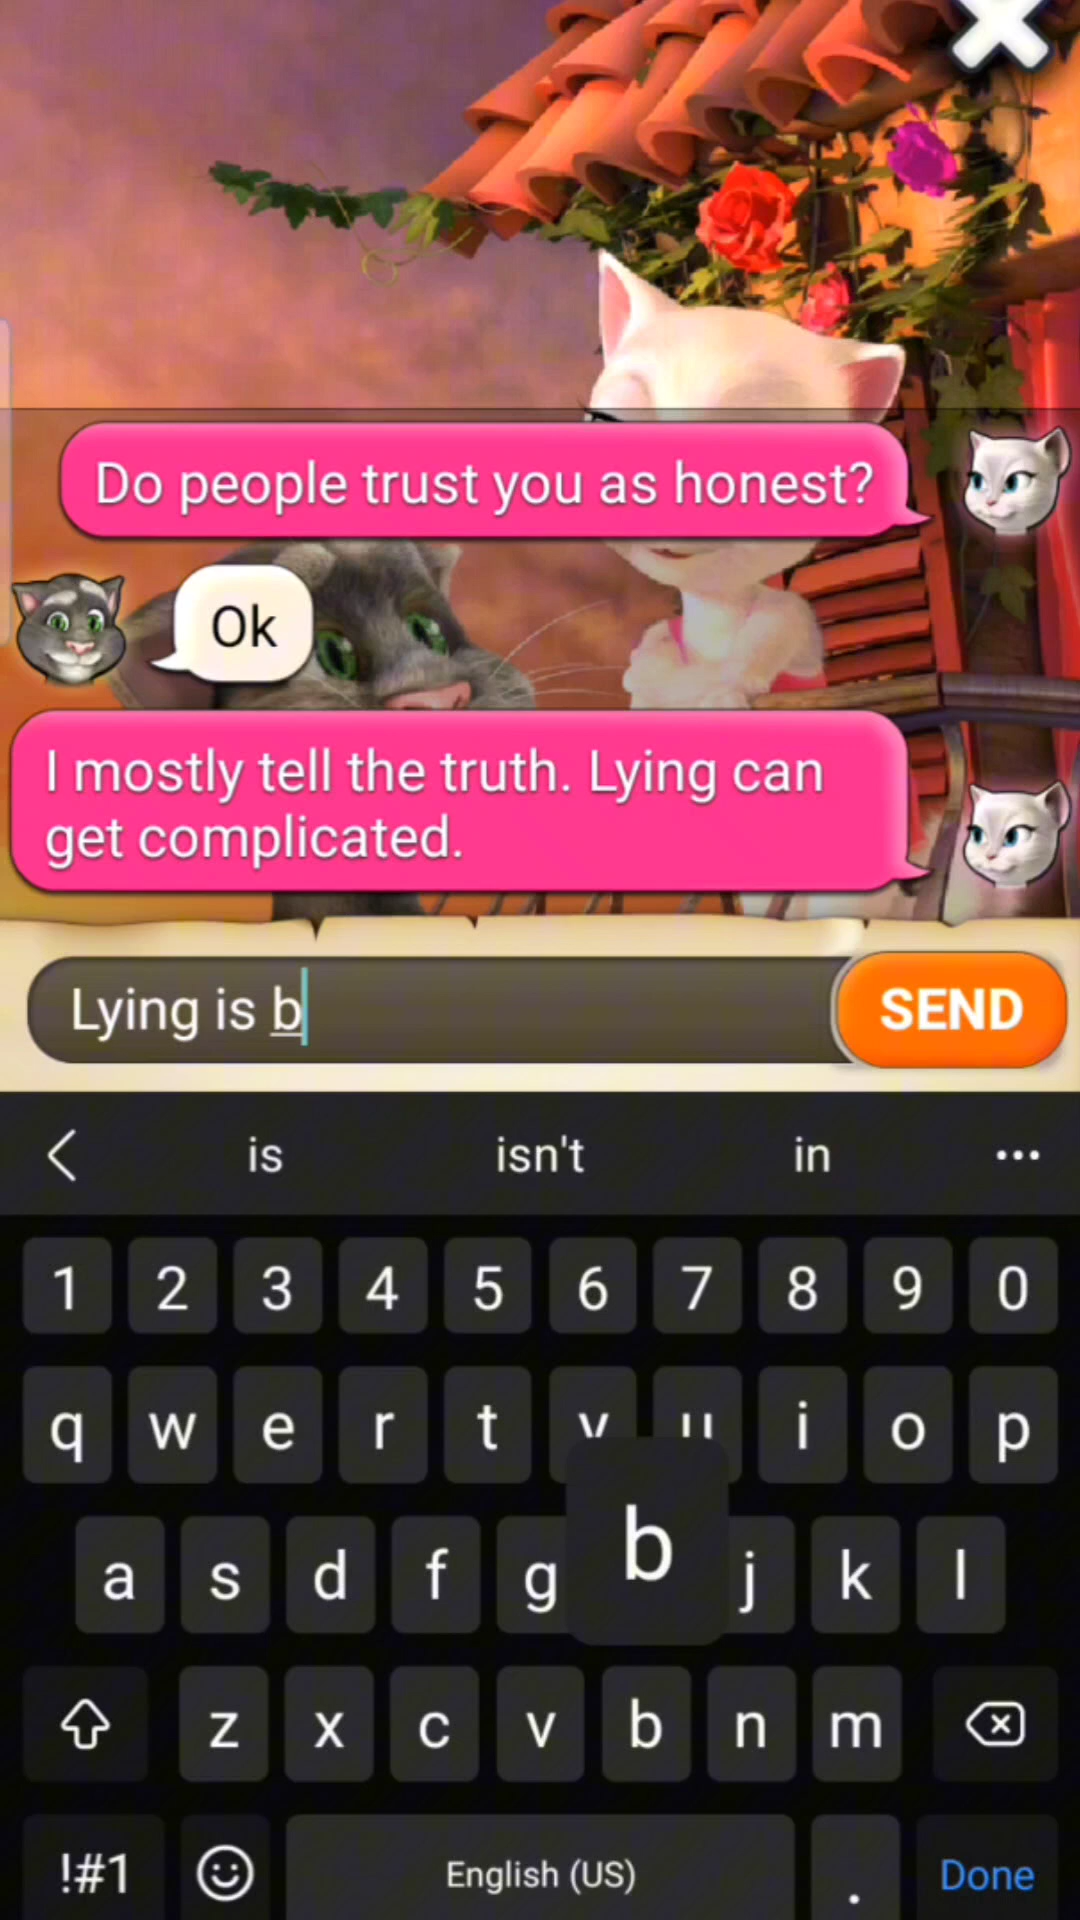 Do people trust you as honest?
Ok
I mostly tell the truth. Lying can
get complicated.
Lying is b
SEND
is isn't in
1 2 3 4 5 6 7 8 9 0
q w e r t y u i o p
a s d f g b j k l
z x c v b n m
!#1 English (US) . Done